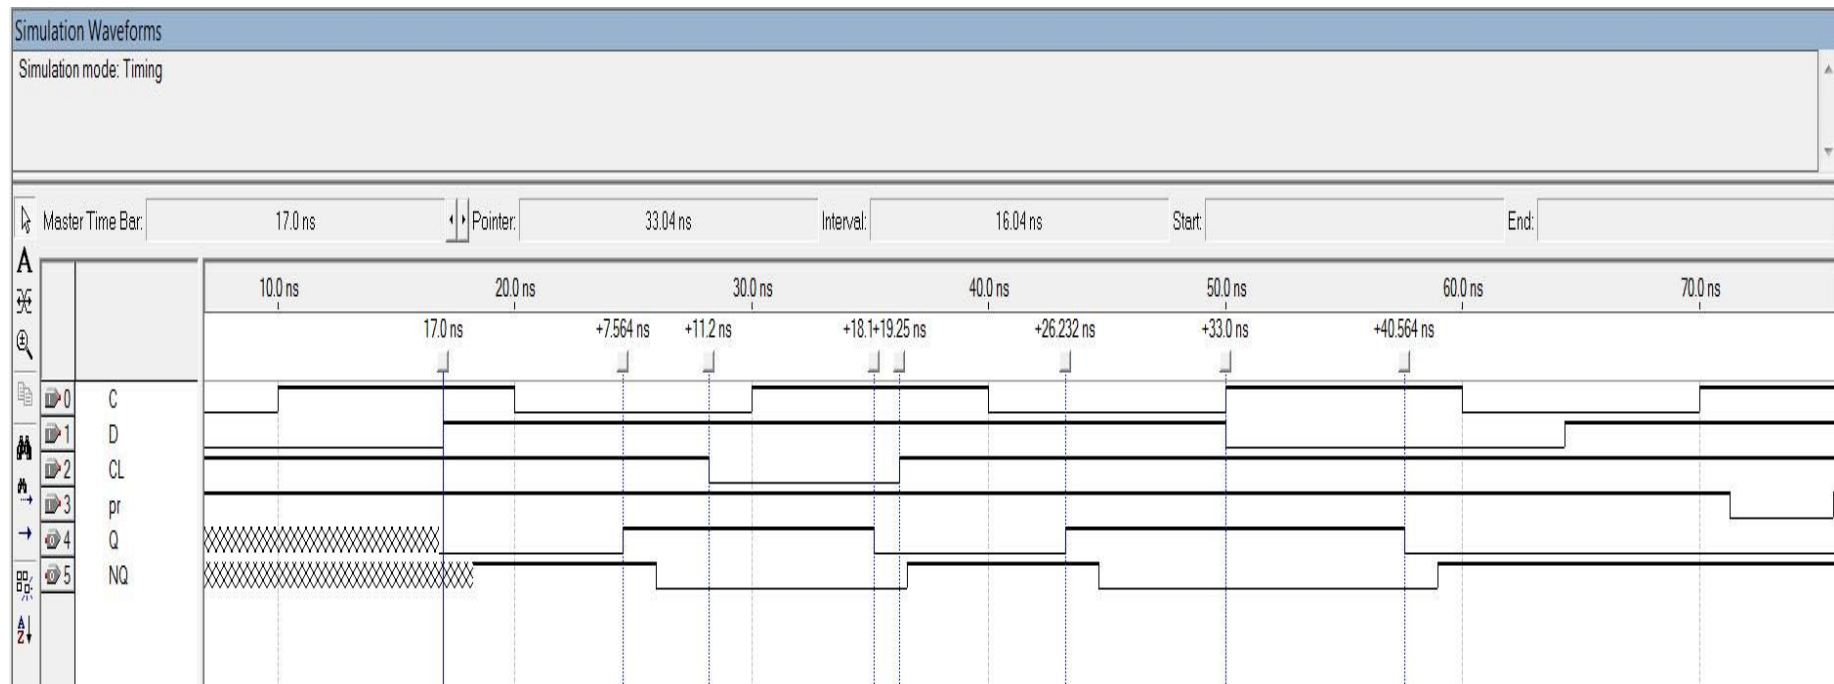 Simulation Waveforms
Simulation mode: Timing
Master Time Bar: 17.0 ns Pointer: 33.04 ns Interval: 16.04 ns Start: End:
A
10.0 ns 20.0 ns 30.0 ns 40.0 ns 50.0 ns 60.0 ns 70.0 ns
17.0 ns +7.564 ns +11.2 ns +18.1+19.25 ns +26.232 ns +33.0 ns +40.564 ns
0 C
1 D
2 CL
3 pr
4 Q
5 NQ
A
Z